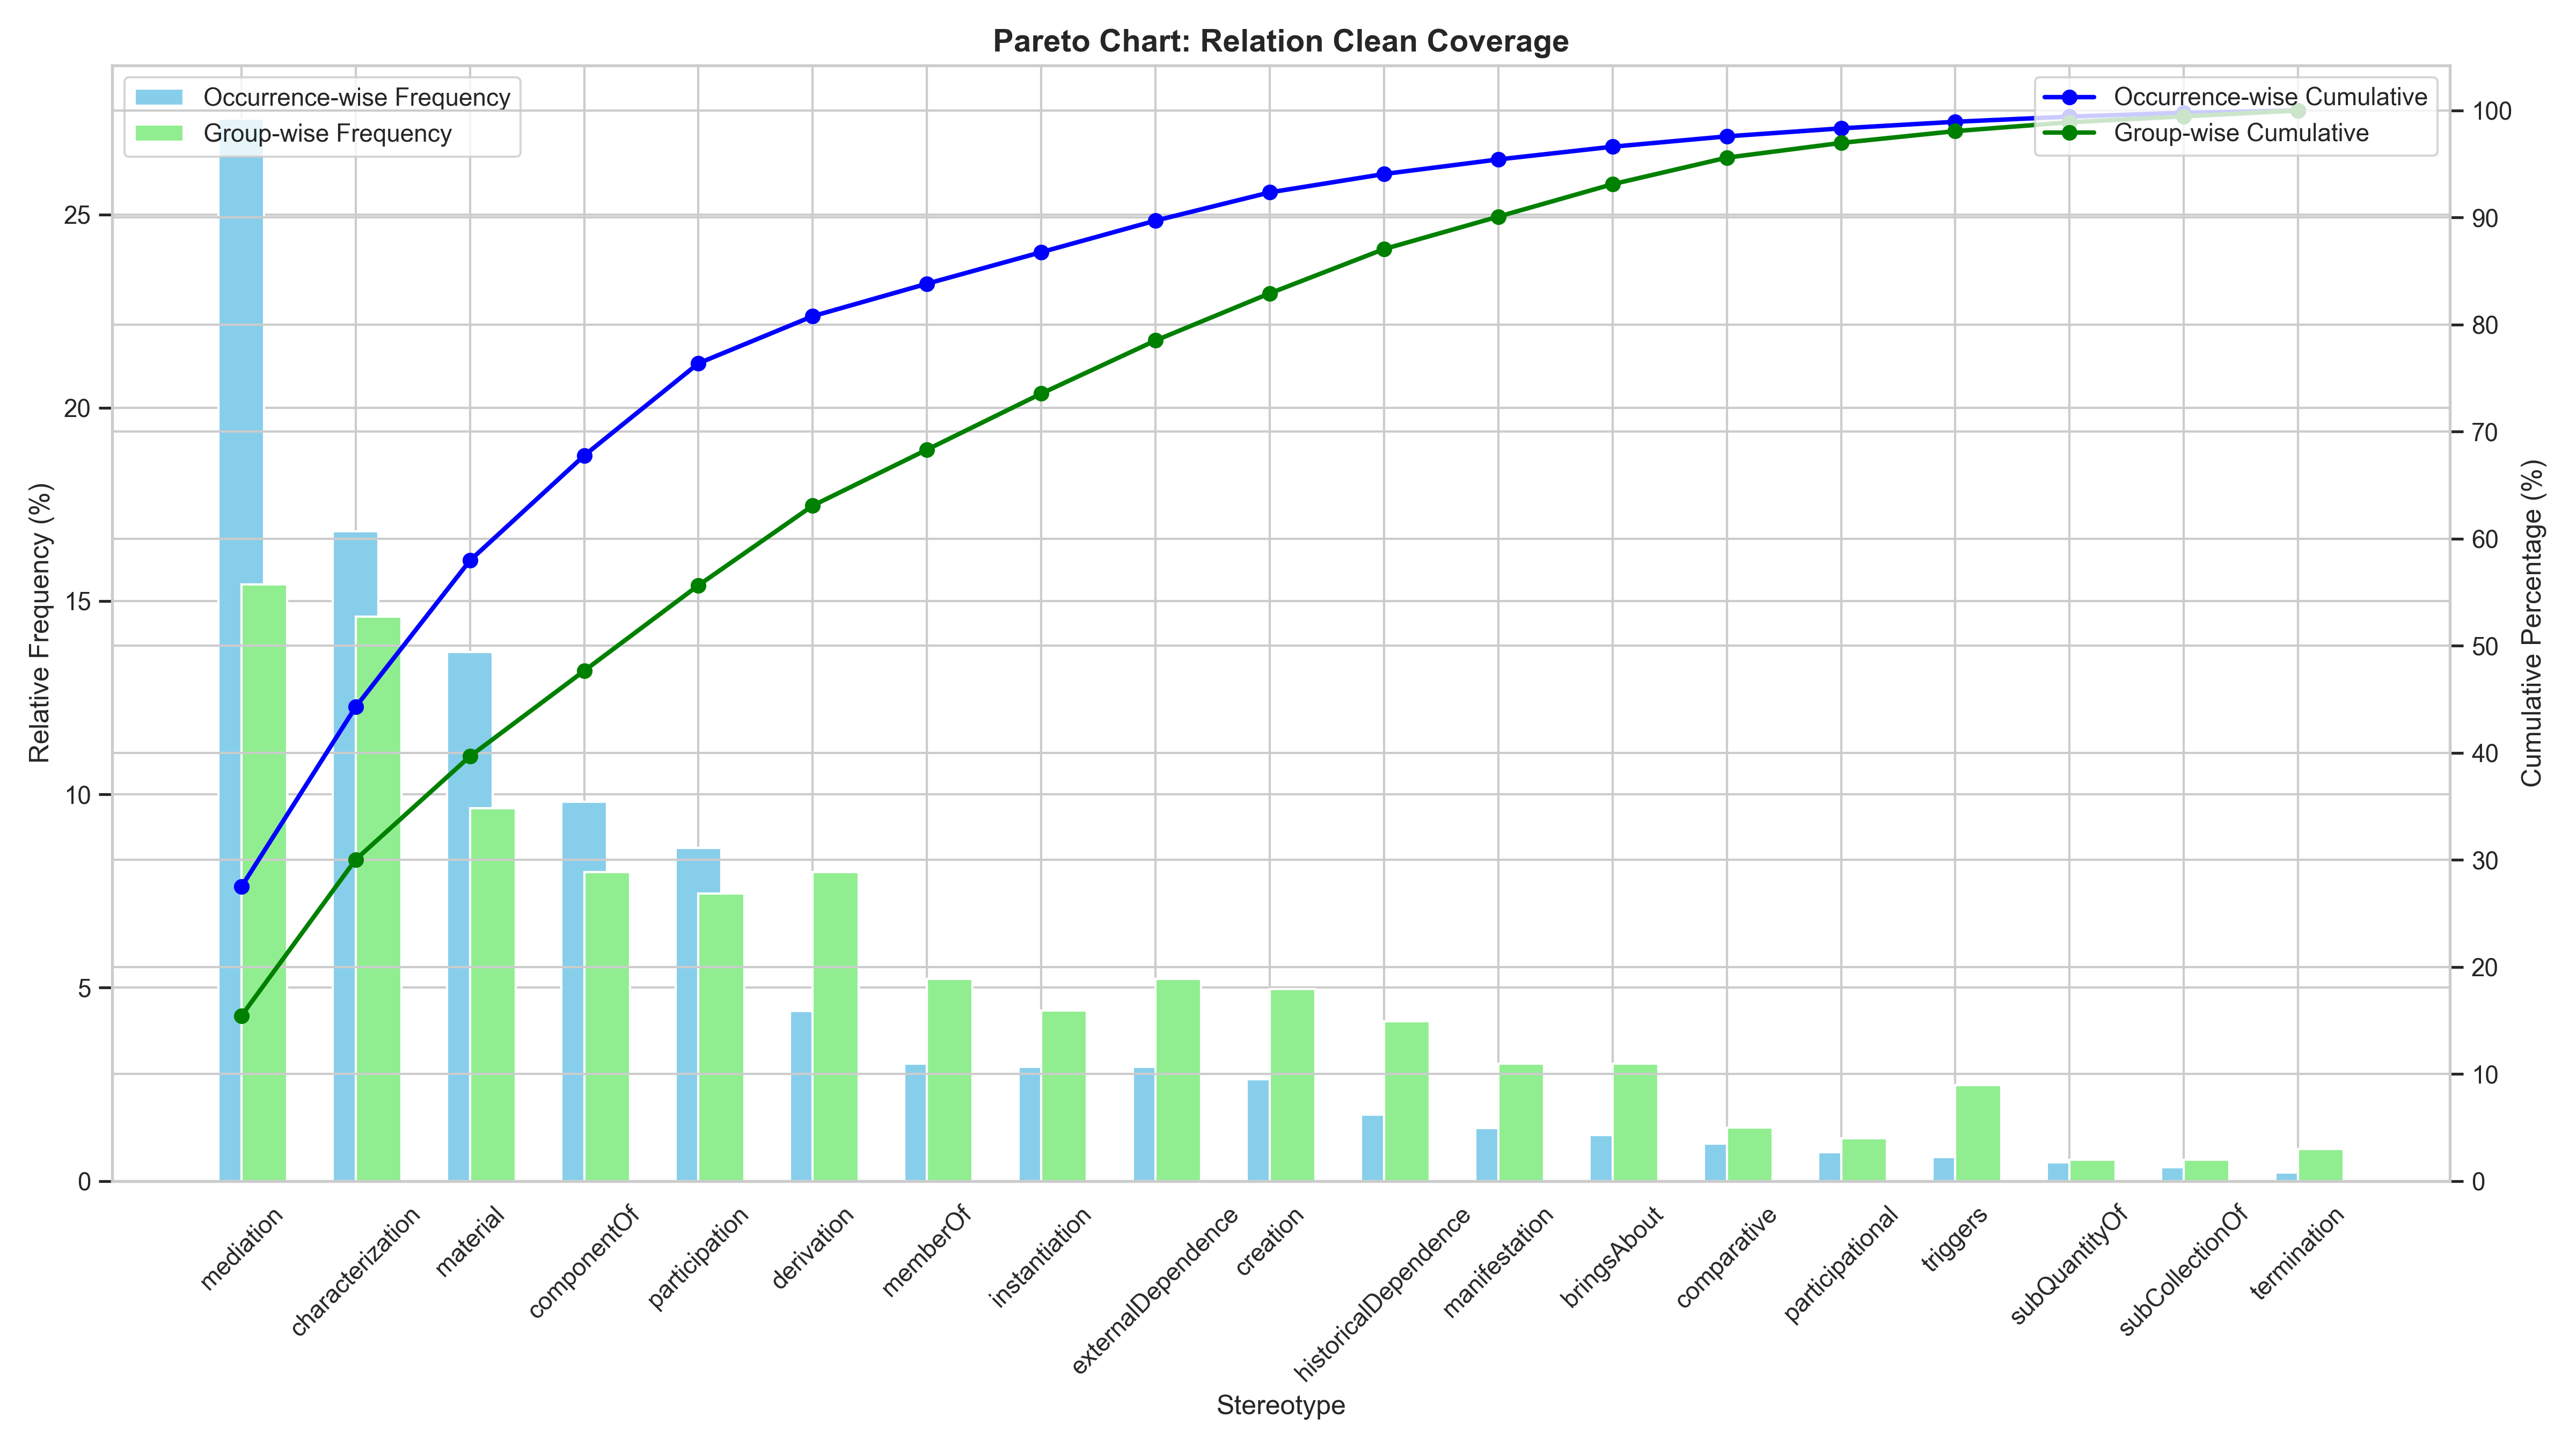 Pareto Chart: Relation Clean Coverage
Occurrence-wise Frequency
Group-wise Frequency
Occurrence-wise Cumulative
Group-wise Cumulative
Relative Frequency (%)
25
20
15
10
5
0
Cumulative Percentage (%)
100
90
80
70
60
50
40
30
20
10
0
mediation
characterization
material
componentOf
participation
derivation
memberOf
instantiation
externalDependence
creation
historicalDependence
manifestation
bringsAbout
comparative
participational
triggers
subQuantityOf
subCollectionOf
termination
Stereotype